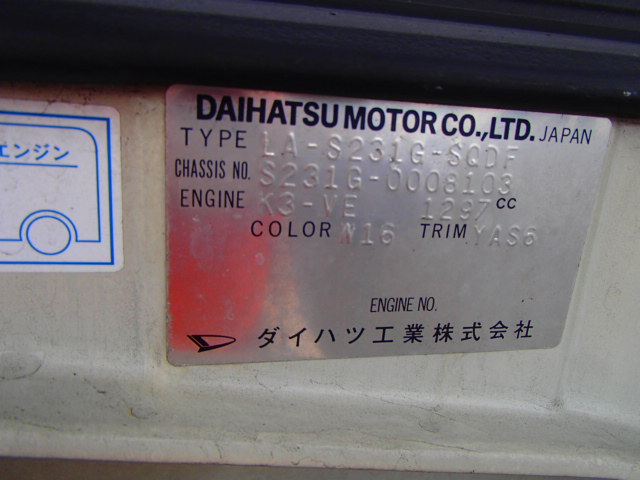 DAIHATSU MOTOR CO.,LTD. JAPAN
TYPE LA-S231G-SQDF
CHASSIS NO. S231G-0008103
ENGINE K3-VE 1297 CC
COLOR W16 TRIM YAS6
ENGINE NO.
ダイハツ工業株式会社
エンジン